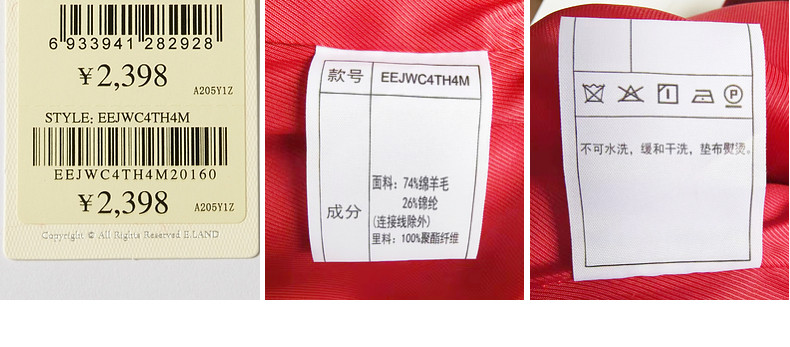 6 933941 282928
¥2,398
A205Y1Z
STYLE: EEJWC4TH4M
EEJWC4TH4M20160
¥2,398
A205Y1Z
Copyright © All Rights Reserved E.LAND
款号 EEJWC4TH4M
成分
面料：74%绵羊毛
26%锦纶
(连接线除外)
里料：100%聚酯纤维
P
不可水洗，缓和干洗，垫布熨烫。